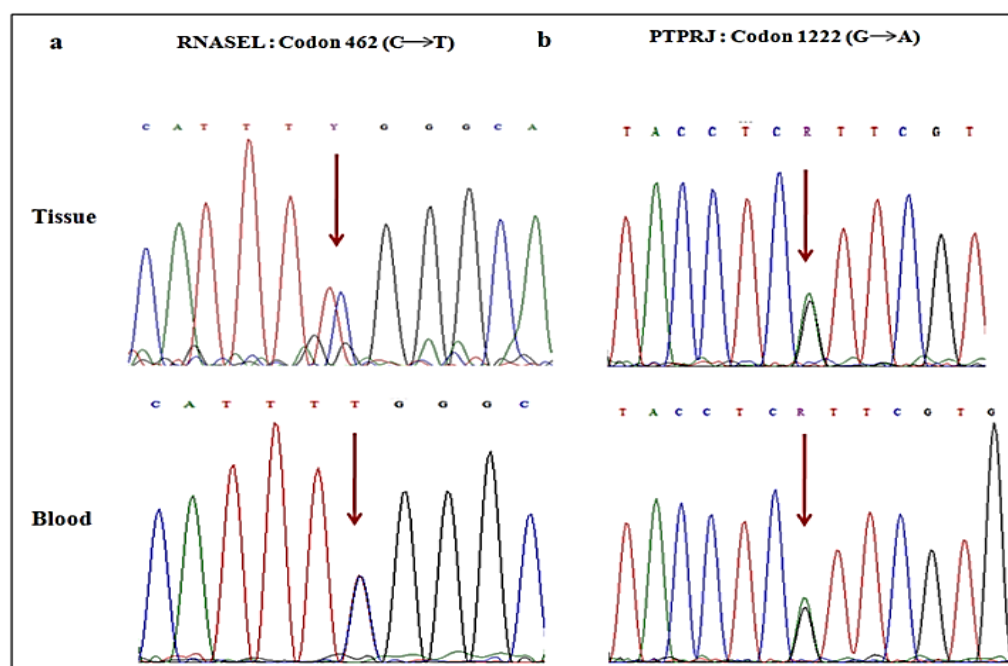 a RNASEL : Codon 462 (C→T) b PTPRJ : Codon 1222 (G→A)
C A T T T Y G G G C A T A C C T C R T T C G T
Tissue
C A T T T T G G G C T A C C T C R T T C G T G
Blood